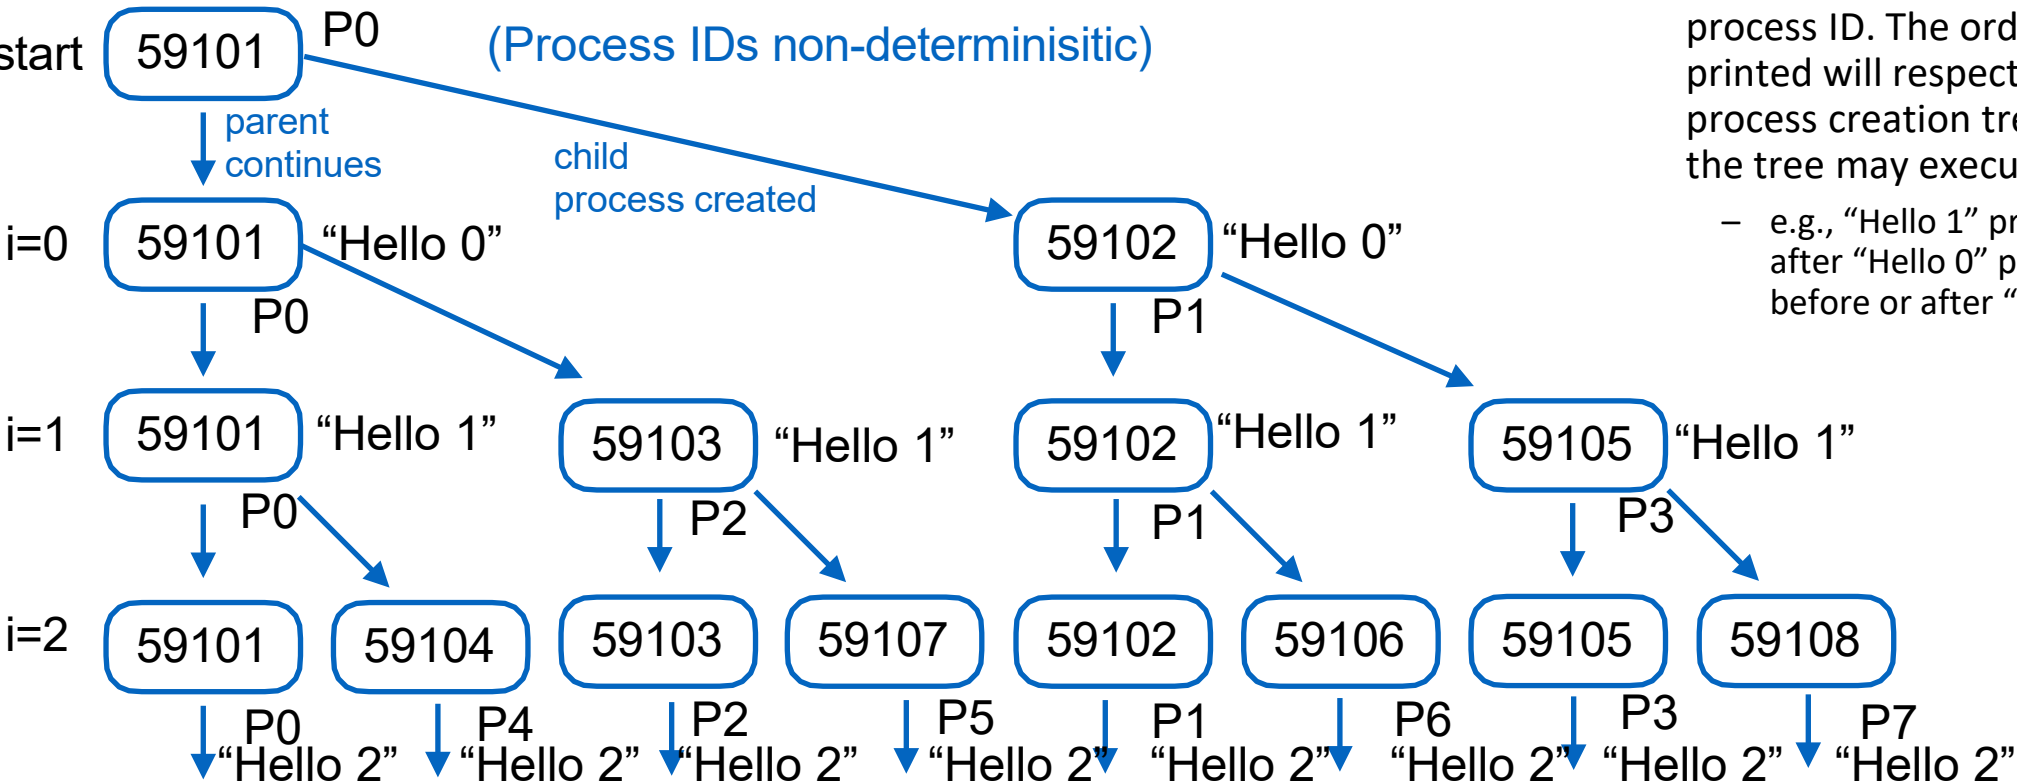 start 59101 P0 (Process IDs non-determinisitic)
parent
continues
child
process created
i=0 59101 “Hello 0” 59102 “Hello 0”
P0 P1
i=1 59101 “Hello 1” 59103 “Hello 1” 59102 “Hello 1” 59105 “Hello 1”
P0 P2 P1 P3
i=2 59101 59104 59103 59107 59102 59106 59105 59108
P0 P4 P2 P5 P1 P6 P3 P7
“Hello 2” “Hello 2” “Hello 2” “Hello 2” “Hello 2” “Hello 2” “Hello 2” “Hello 2”
process ID. The ord
printed will respect
process creation tre
the tree may execu
– e.g., “Hello 1” pr
after “Hello 0” p
before or after “